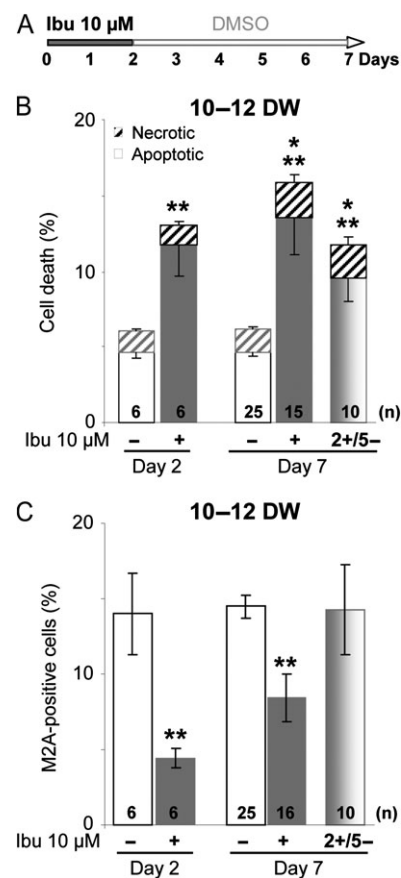 A
Ibu 10 µM DMSO
0 1 2 3 4 5 6 7 Days
B
10–12 DW
20
Necrotic
Apoptotic
*
**
*
**
**
Cell death (%)
10
0
6 6 25 15 10 (n)
Ibu 10 µM – + – + 2+/5–
Day 2 Day 7
C
10–12 DW
20
M2A-positive cells (%)
10
**
**
0
6 6 25 16 10 (n)
Ibu 10 µM – + – + 2+/5–
Day 2 Day 7